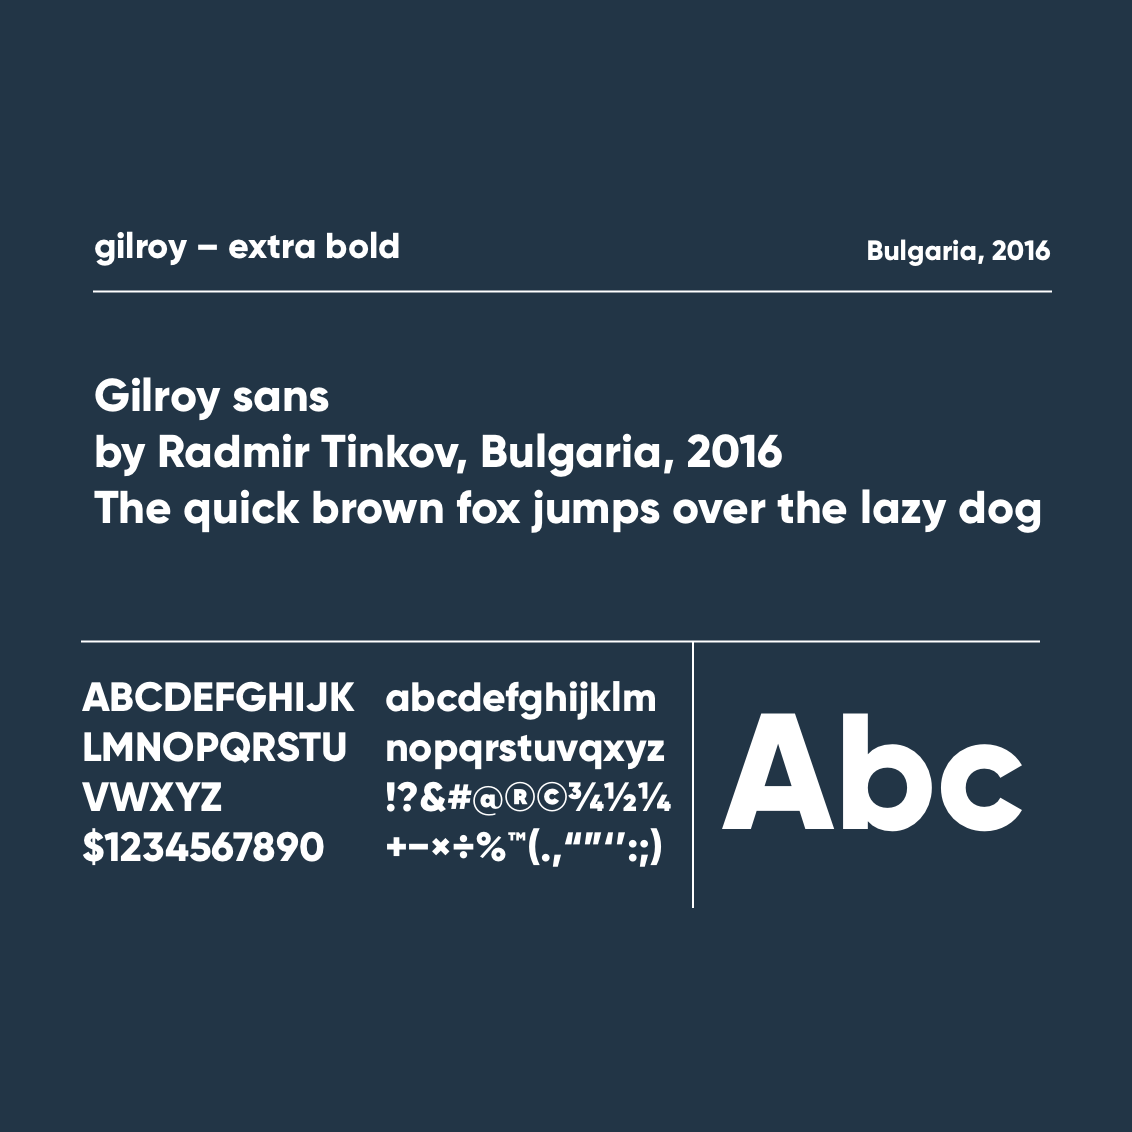 gilroy – extra bold
Bulgaria, 2016
Gilroy sans
by Radmir Tinkov, Bulgaria, 2016
The quick brown fox jumps over the lazy dog
ABCDEFGHIJK
LMNOPQRSTU
VWXYZ
$1234567890
abcdefghijklm
nopqrstuvqxyz
!?&#@®©¾½¼
+−×÷%™(.,“”‘’:;)
Abc